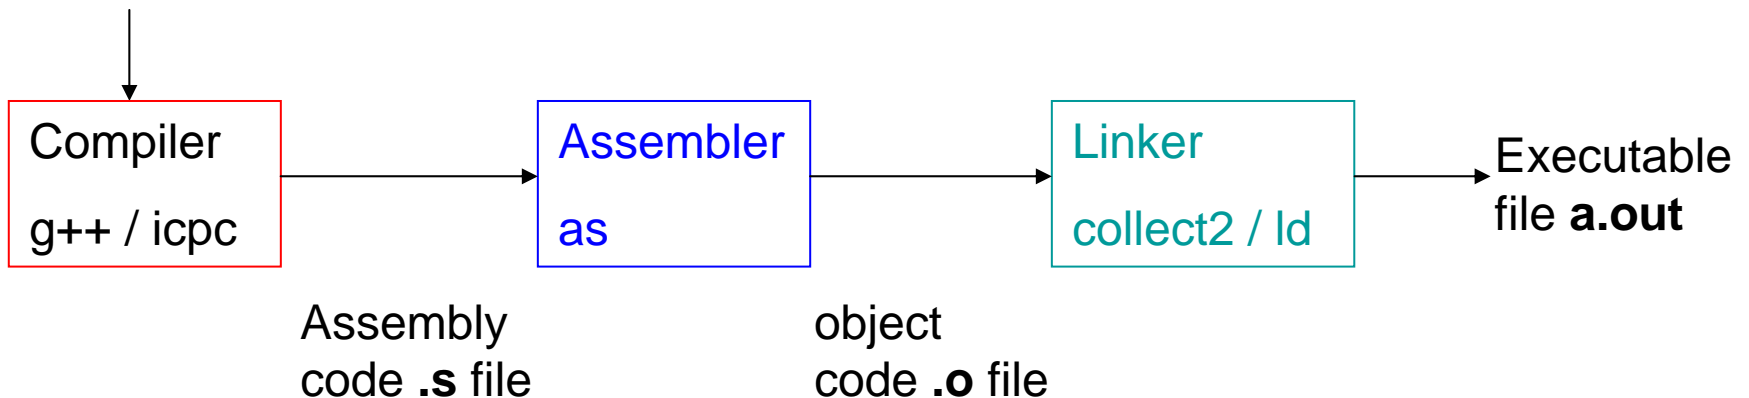 Compiler
g++ / icpc
Assembler
as
Linker
collect2 / ld
Executable
file a.out
Assembly
code .s file
object
code .o file